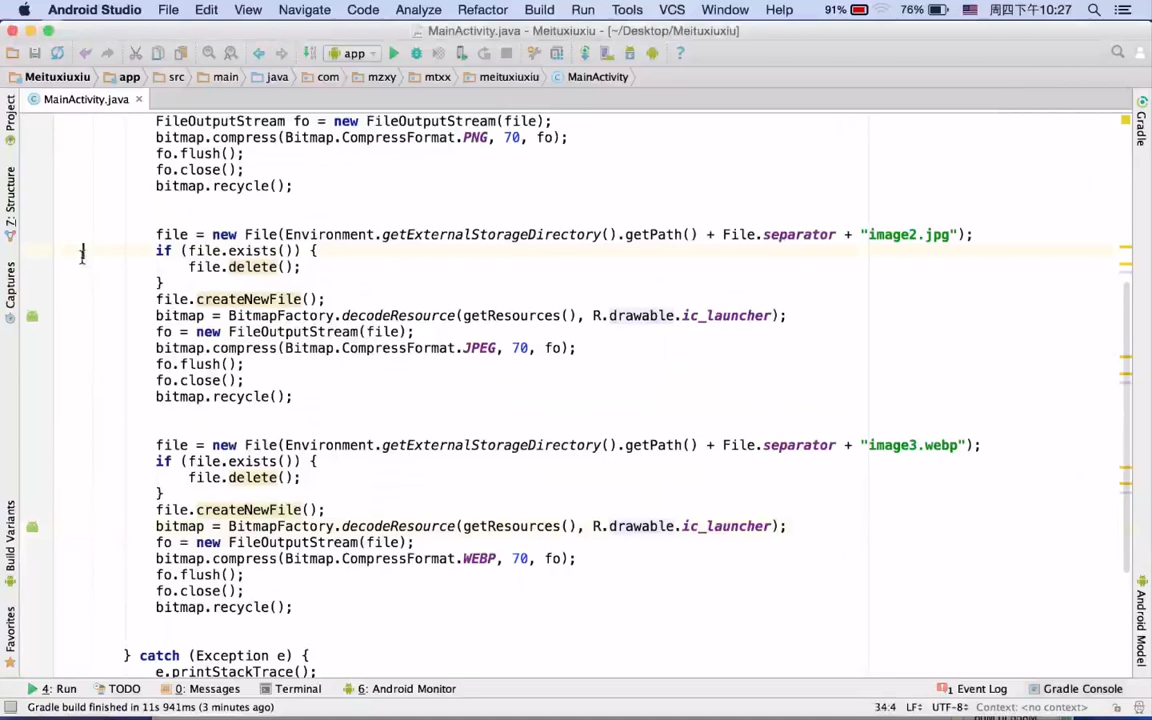 Android Studio File Edit View Navigate Code Analyze Refactor Build Run Tools VCS Window Help 91% 76% 周四下午10:27
MainActivity.java - Meituxiuxiu - [~/Desktop/Meituxiuxiu]
app
Meituxiuxiu app src main java com mzxy mtxx meituxiuxiu MainActivity
MainActivity.java
FileOutputStream fo = new FileOutputStream(file);
bitmap.compress(Bitmap.CompressFormat.PNG, 70, fo);
fo.flush();
fo.close();
bitmap.recycle();
file = new File(Environment.getExternalStorageDirectory().getPath() + File.separator + "image2.jpg");
if (file.exists()) {
file.delete();
}
file.createNewFile();
bitmap = BitmapFactory.decodeResource(getResources(), R.drawable.ic_launcher);
fo = new FileOutputStream(file);
bitmap.compress(Bitmap.CompressFormat.JPEG, 70, fo);
fo.flush();
fo.close();
bitmap.recycle();
file = new File(Environment.getExternalStorageDirectory().getPath() + File.separator + "image3.webp");
if (file.exists()) {
file.delete();
}
file.createNewFile();
bitmap = BitmapFactory.decodeResource(getResources(), R.drawable.ic_launcher);
fo = new FileOutputStream(file);
bitmap.compress(Bitmap.CompressFormat.WEBP, 70, fo);
fo.flush();
fo.close();
bitmap.recycle();
} catch (Exception e) {
e.printStackTrace();
Project
Z: Structure
Captures
Build Variants
Favorites
Gradle
Android Model
4: Run TODO 0: Messages Terminal 6: Android Monitor 1 Event Log Gradle Console
Gradle build finished in 11s 941ms (3 minutes ago) 34:4 LF UTF-8 Context: <no context>